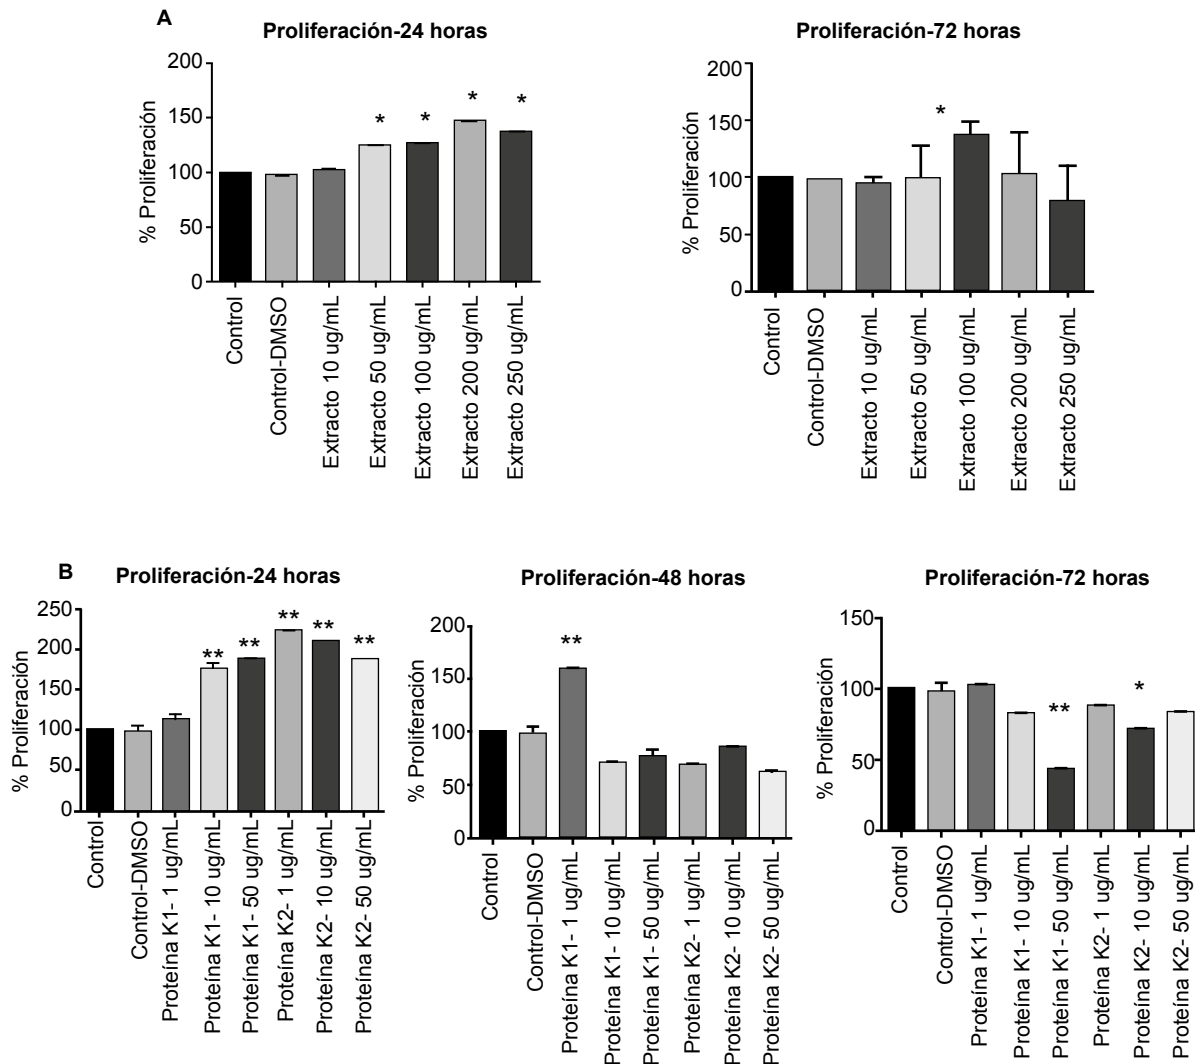 A
Proliferación-24 horas
% Proliferación
200
150
100
50
0
*
*
*
*
Control
Control-DMSO
Extracto 10 ug/mL
Extracto 50 ug/mL
Extracto 100 ug/mL
Extracto 200 ug/mL
Extracto 250 ug/mL
Proliferación-72 horas
% Proliferación
200
150
100
50
0
*
Control
Control-DMSO
Extracto 10 ug/mL
Extracto 50 ug/mL
Extracto 100 ug/mL
Extracto 200 ug/mL
Extracto 250 ug/mL
B
Proliferación-24 horas
% Proliferación
250
200
150
100
50
0
**
**
**
**
**
Control
Control-DMSO
Proteína K1- 1 ug/mL
Proteína K1- 10 ug/mL
Proteína K1- 50 ug/mL
Proteína K2- 1 ug/mL
Proteína K2- 10 ug/mL
Proteína K2- 50 ug/mL
Proliferación-48 horas
% Proliferación
200
150
100
50
0
**
Control
Control-DMSO
Proteína K1- 1 ug/mL
Proteína K1- 10 ug/mL
Proteína K1- 50 ug/mL
Proteína K2- 1 ug/mL
Proteína K2- 10 ug/mL
Proteína K2- 50 ug/mL
Proliferación-72 horas
% Proliferación
150
100
50
0
**
*
Control
Control-DMSO
Proteína K1- 1 ug/mL
Proteína K1- 10 ug/mL
Proteína K1- 50 ug/mL
Proteína K2- 1 ug/mL
Proteína K2- 10 ug/mL
Proteína K2- 50 ug/mL